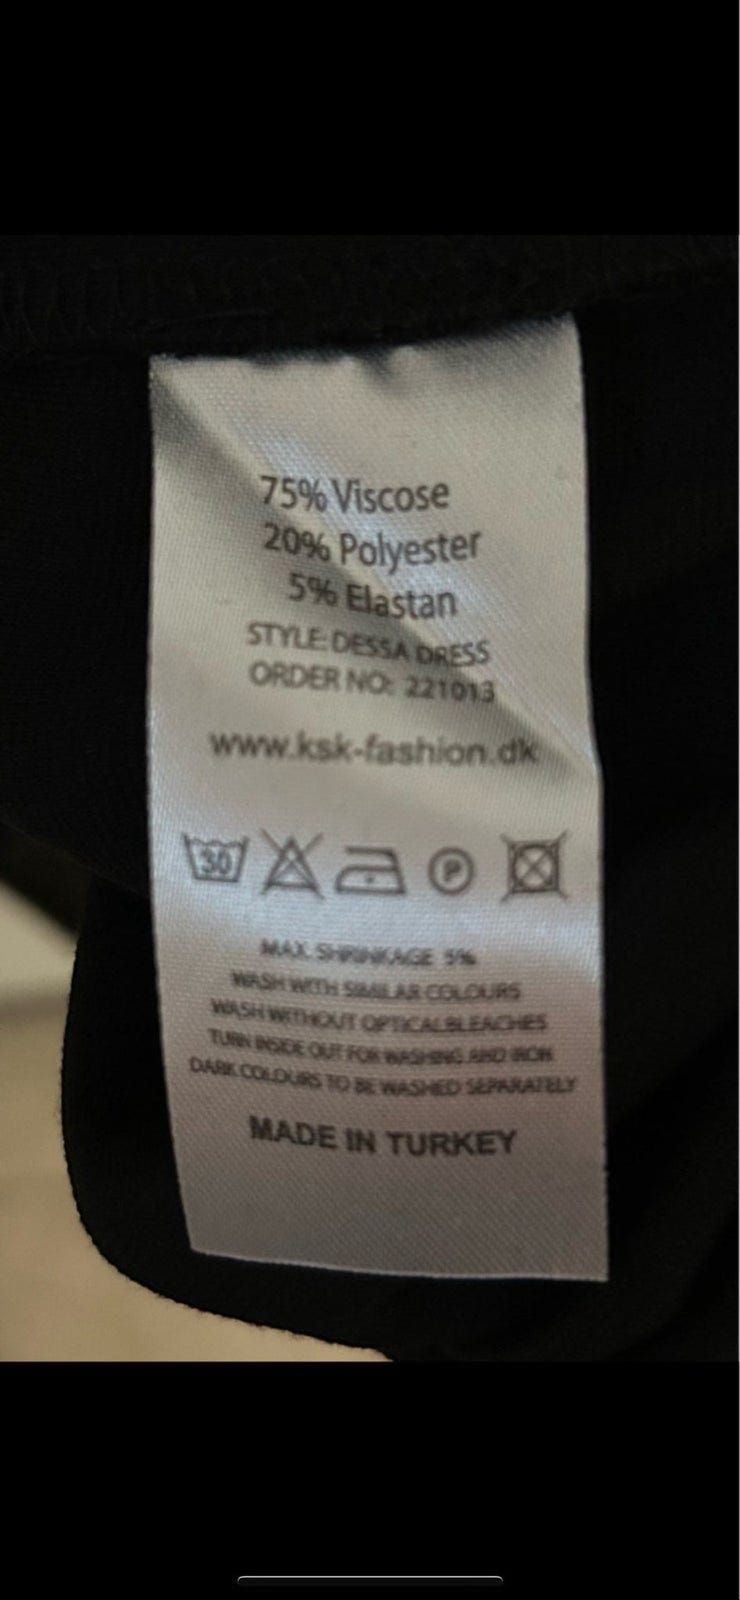 75% Viscose
20% Polyester
5% Elastan
STYLE: DESSA DRESS
ORDER NO: 221013
www.ksk-fashion.dk
30 P
MAX. SHRINKAGE 5%
WASH WITH SIMILAR COLOURS
WASH WITHOUT OPTICAL BLEACHES
TURN INSIDE OUT FOR WASHING AND IRON
DARK COLOURS TO BE WASHED SEPARATELY
MADE IN TURKEY